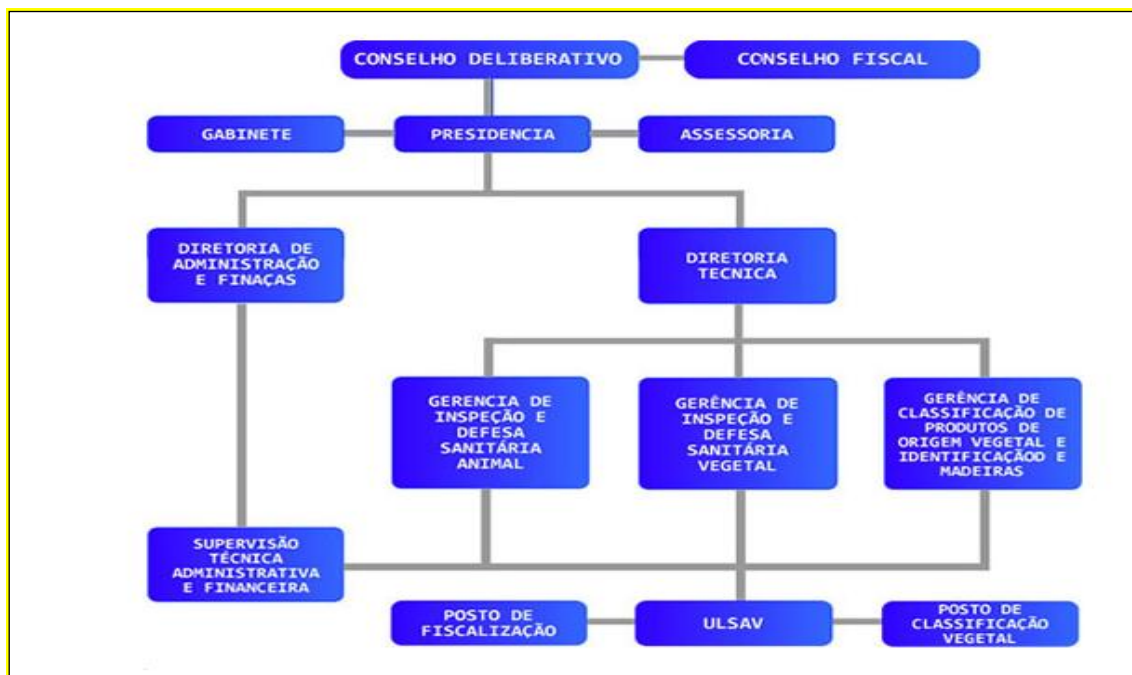 CONSELHO DELIBERATIVO
CONSELHO FISCAL
GABINETE
PRESIDENCIA
ASSESSORIA
DIRETORIA DE
ADMINISTRAÇÃO
E FINAÇAS
DIRETORIA
TECNICA
GERENCIA DE
INSPEÇÃO E
DEFESA
SANITÁRIA
ANIMAL
GERÊNCIA DE
INSPEÇÃO E
DEFESA
SANITÁRIA
VEGETAL
GERÊNCIA DE
CLASSIFICAÇÃO DE
PRODUTOS DE
ORIGEM VEGETAL E
IDENTIFICAÇÃOD E
MADEIRAS
SUPERVISÃO
TÉCNICA
ADMINISTRATIVA
E FINANCEIRA
POSTO DE
FISCALIZAÇÃO
ULSAV
POSTO DE
CLASSIFICAÇÃO
VEGETAL